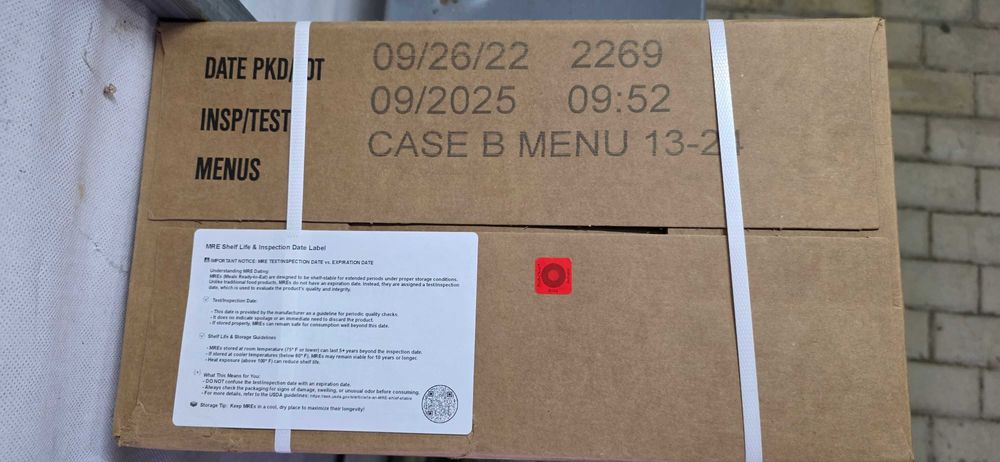 DATE PKD/ OT 09/26/22 2269
INSP/TEST 09/2025 09:52
MENUS CASE B MENU 13-24
MRE Shelf Life & Inspection Date Label
IMPORTANT NOTICE: MRE TEST/INSPECTION DATE vs. EXPIRATION DATE
Understanding MRE Dating:
MREs (Meals Ready-to-Eat) are designed to be shelf-stable for extended periods under proper storage conditions.
Unlike traditional food products, MREs do not have an expiration date. Instead, they are assigned a test/inspection
date, which is used to evaluate the product's quality and integrity.
Test/Inspection Date:
- This date is provided by the manufacturer as a guideline for periodic quality checks.
- It does no indicate spoilage or an immediate need to discard the product.
- If stored properly, MREs can remain safe for consumption well beyond this date.
Shelf Life & Storage Guidelines
- MREs stored at room temperature (75° F or lower) can last 5+ years beyond the inspection date.
- If stored at cooler temperatures (below 60° F), MREs may remain viable for 10 years or longer.
- Heat exposure (above 100° F) can reduce shelf life.
What This Means for You:
- DO NOT confuse the test/inspection date with an expiration date.
- Always check the packaging for signs of damage, swelling, or unusual odor before consuming.
- For more details, refer to the USDA guidelines:
Storage Tip: Keep MREs in a cool, dry place to maximize their longevity!